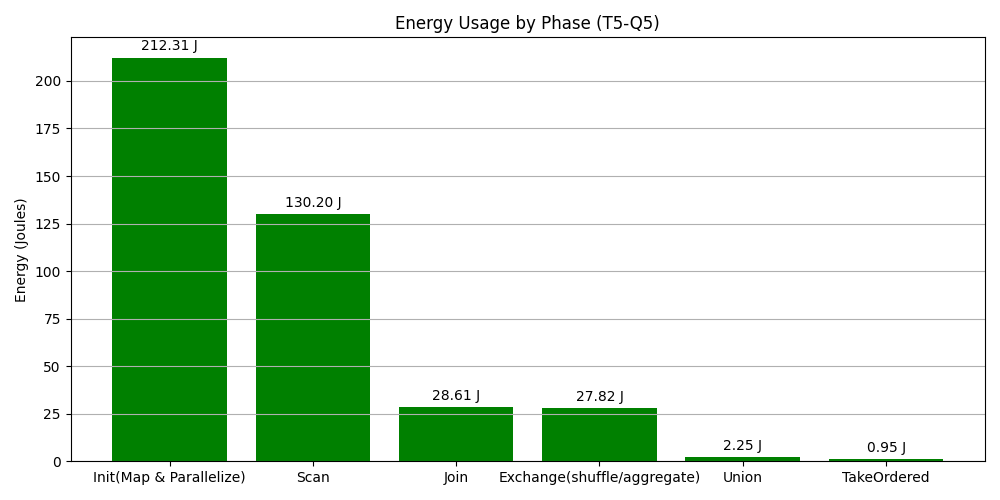 Energy Usage by Phase (T5-Q5)
Energy (Joules)
200
175
150
125
100
75
50
25
0
212.31 J
130.20 J
28.61 J
27.82 J
2.25 J
0.95 J
Init(Map & Parallelize)
Scan
Join
Exchange(shuffle/aggregate)
Union
TakeOrdered